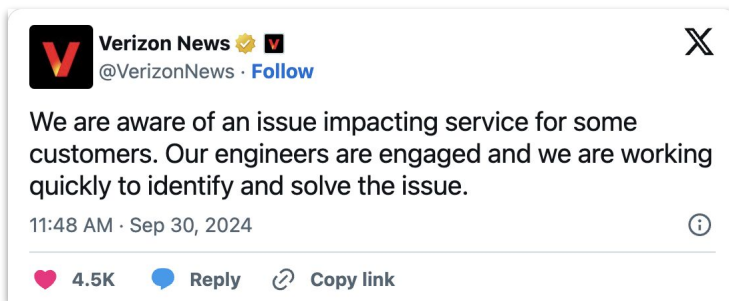 Verizon News
@VerizonNews · Follow
We are aware of an issue impacting service for some
customers. Our engineers are engaged and we are working
quickly to identify and solve the issue.
11:48 AM · Sep 30, 2024
4.5K Reply Copy link